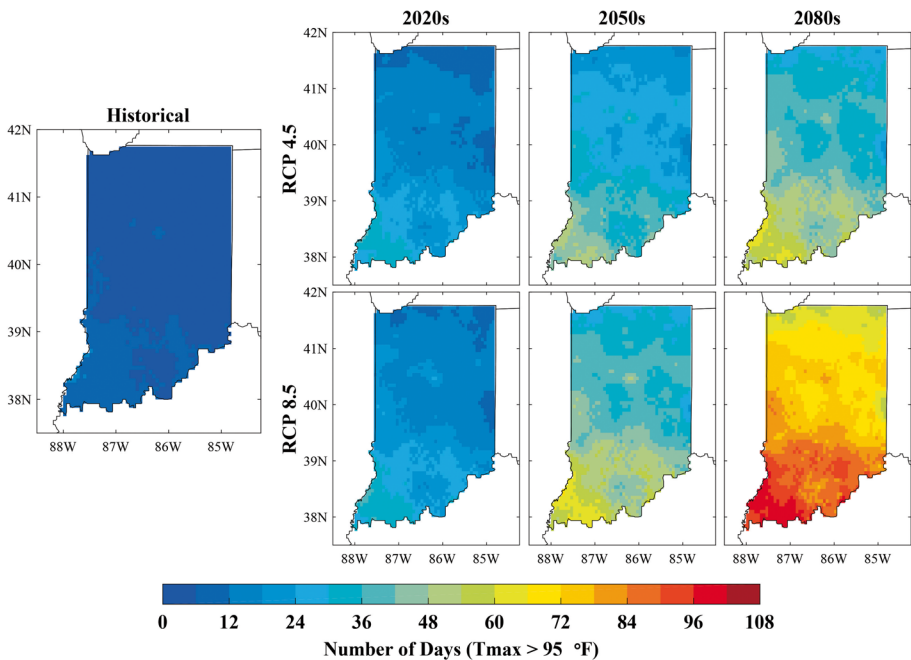 2020s 2050s 2080s
Historical
RCP 4.5
42N
41N
40N
39N
38N
42N
41N
40N
39N
38N
88W 87W 86W 85W
RCP 8.5
42N
41N
40N
39N
38N
88W 87W 86W 85W 88W 87W 86W 85W 88W 87W 86W 85W
0 12 24 36 48 60 72 84 96 108
Number of Days (Tmax > 95 °F)